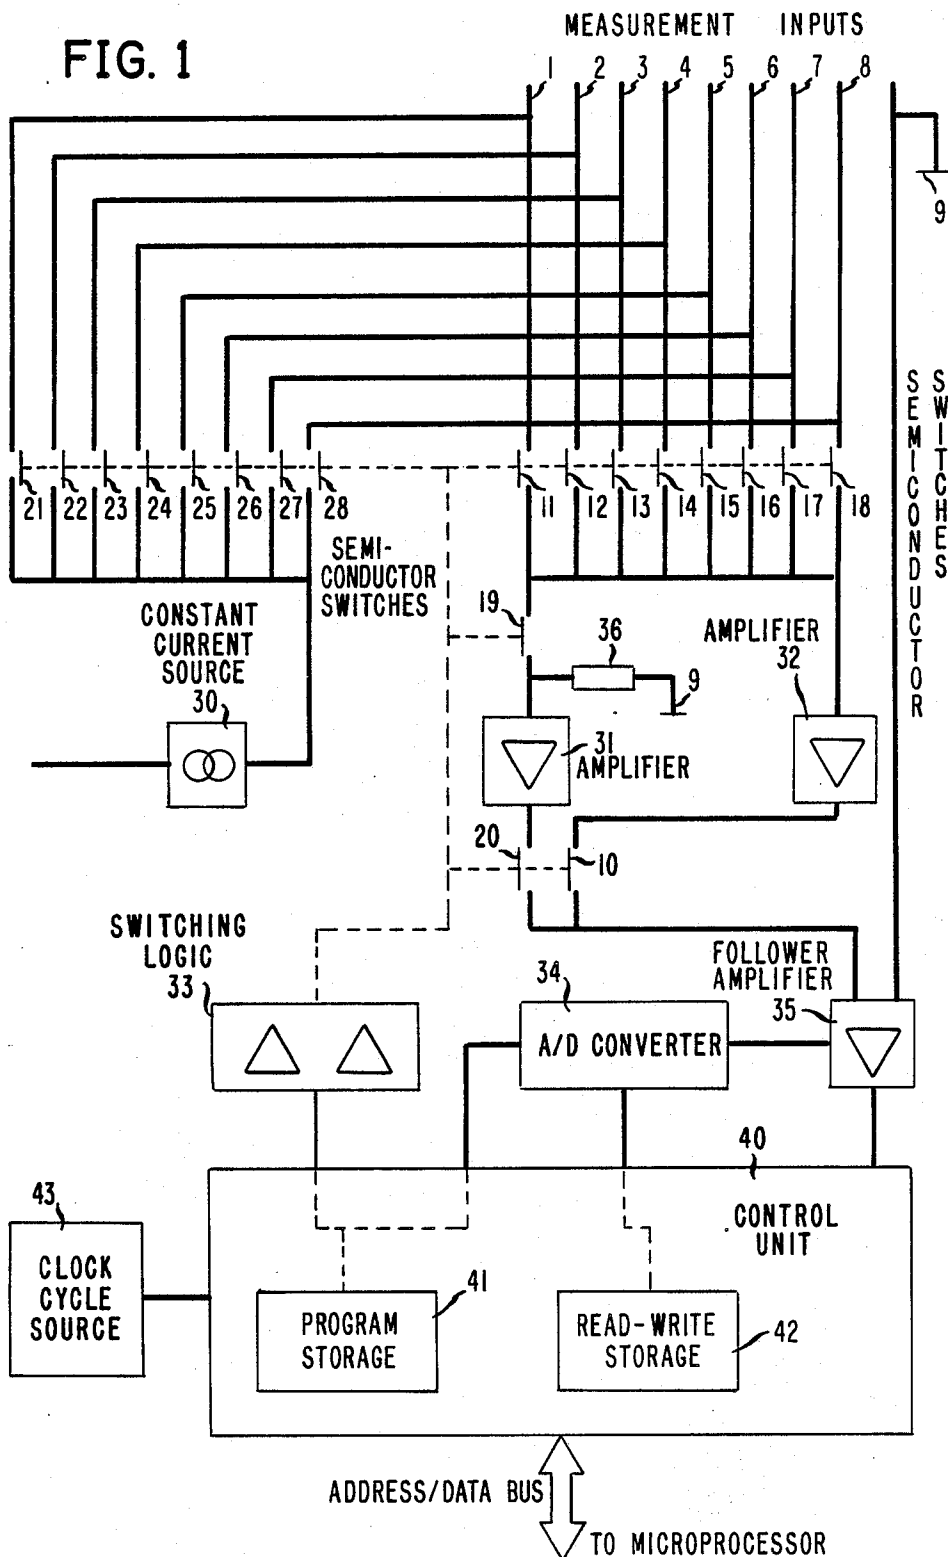 FIG. 1
MEASUREMENT INPUTS
1 2 3 4 5 6 7 8
9
SEMICONDUCTOR
SWITCHES
21 22 23 24 25 26 27 28
11 12 13 14 15 16 17 18
SEMI-
CONDUCTOR
SWITCHES
CONSTANT
CURRENT
SOURCE
30
19
36
9
AMPLIFIER
32
31
AMPLIFIER
20
10
SWITCHING
LOGIC
33
34
A/D CONVERTER
FOLLOWER
AMPLIFIER
35
40
CONTROL
UNIT
43
CLOCK
CYCLE
SOURCE
41
PROGRAM
STORAGE
READ-WRITE
STORAGE
42
ADDRESS/DATA BUS
TO MICROPROCESSOR